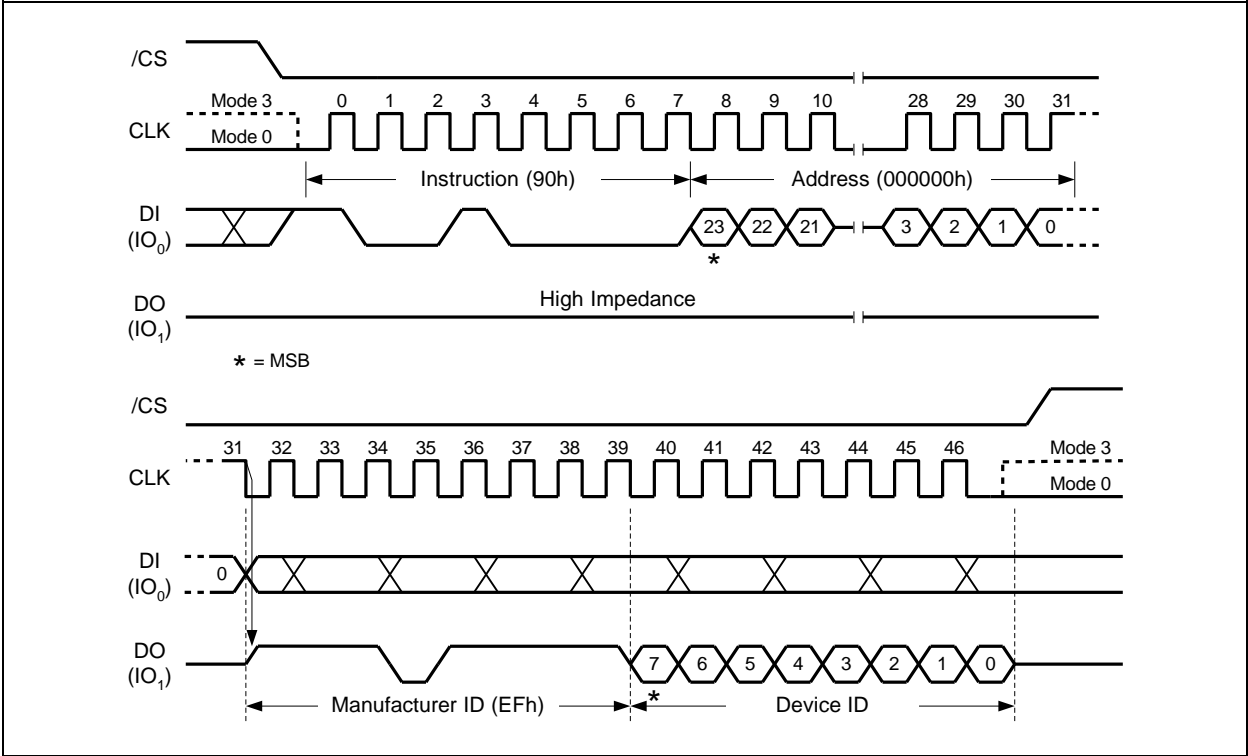 /CS
Mode 3 0 1 2 3 4 5 6 7 8 9 10 28 29 30 31
CLK
Mode 0
Instruction (90h) Address (000000h)
DI
(IO0) 23 22 21 3 2 1 0
*
High Impedance
DO
(IO1)
* = MSB
/CS
31 32 33 34 35 36 37 38 39 40 41 42 43 44 45 46 Mode 3
CLK
Mode 0
DI
(IO0) 0
DO
(IO1) 7 6 5 4 3 2 1 0
*
Manufacturer ID (EFh) Device ID